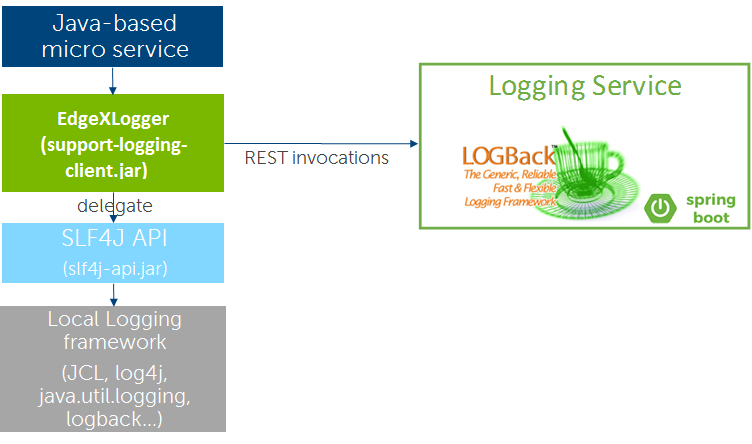 Java-based
micro service
EdgeXLogger
(support-logging-
client.jar)
REST invocations
delegate
SLF4J API
(slf4j-api.jar)
Local Logging
framework
(JCL, log4j,
java.util.logging,
logback...)
Logging Service
LOGBack™
The Generic, Reliable
Fast & Flexible
Logging Framework
spring
boot